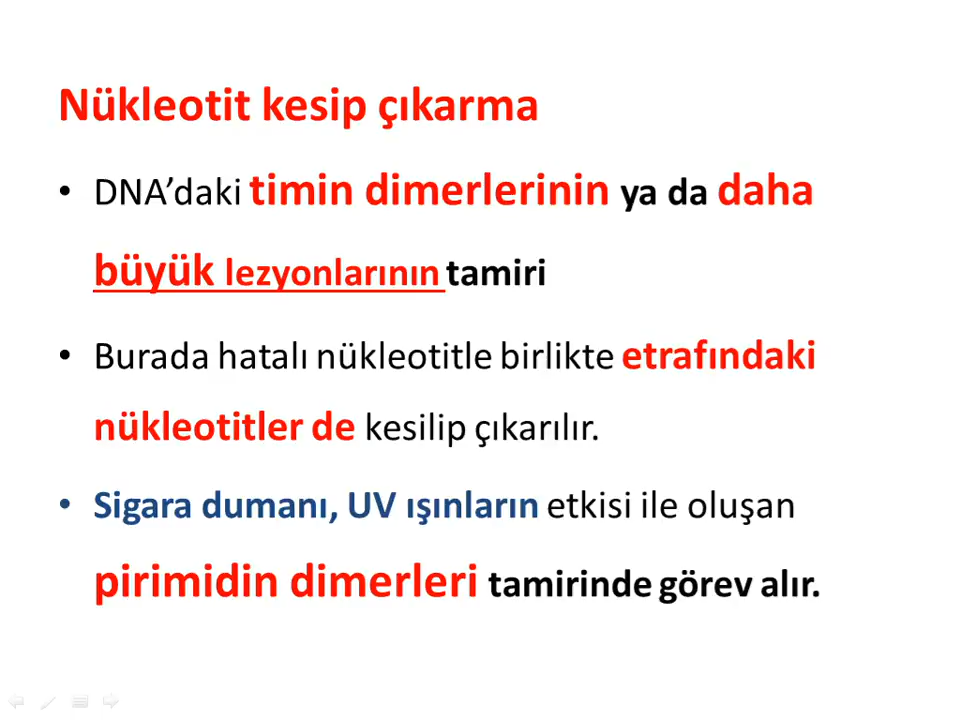 Nükleotit kesip çıkarma
• DNA’daki timin dimerlerinin ya da daha
büyük lezyonlarının tamiri
• Burada hatalı nükleotitle birlikte etrafındaki
nükleotitler de kesilip çıkarılır.
• Sigara dumanı, UV ışınların etkisi ile oluşan
pirimidin dimerleri tamirinde görev alır.